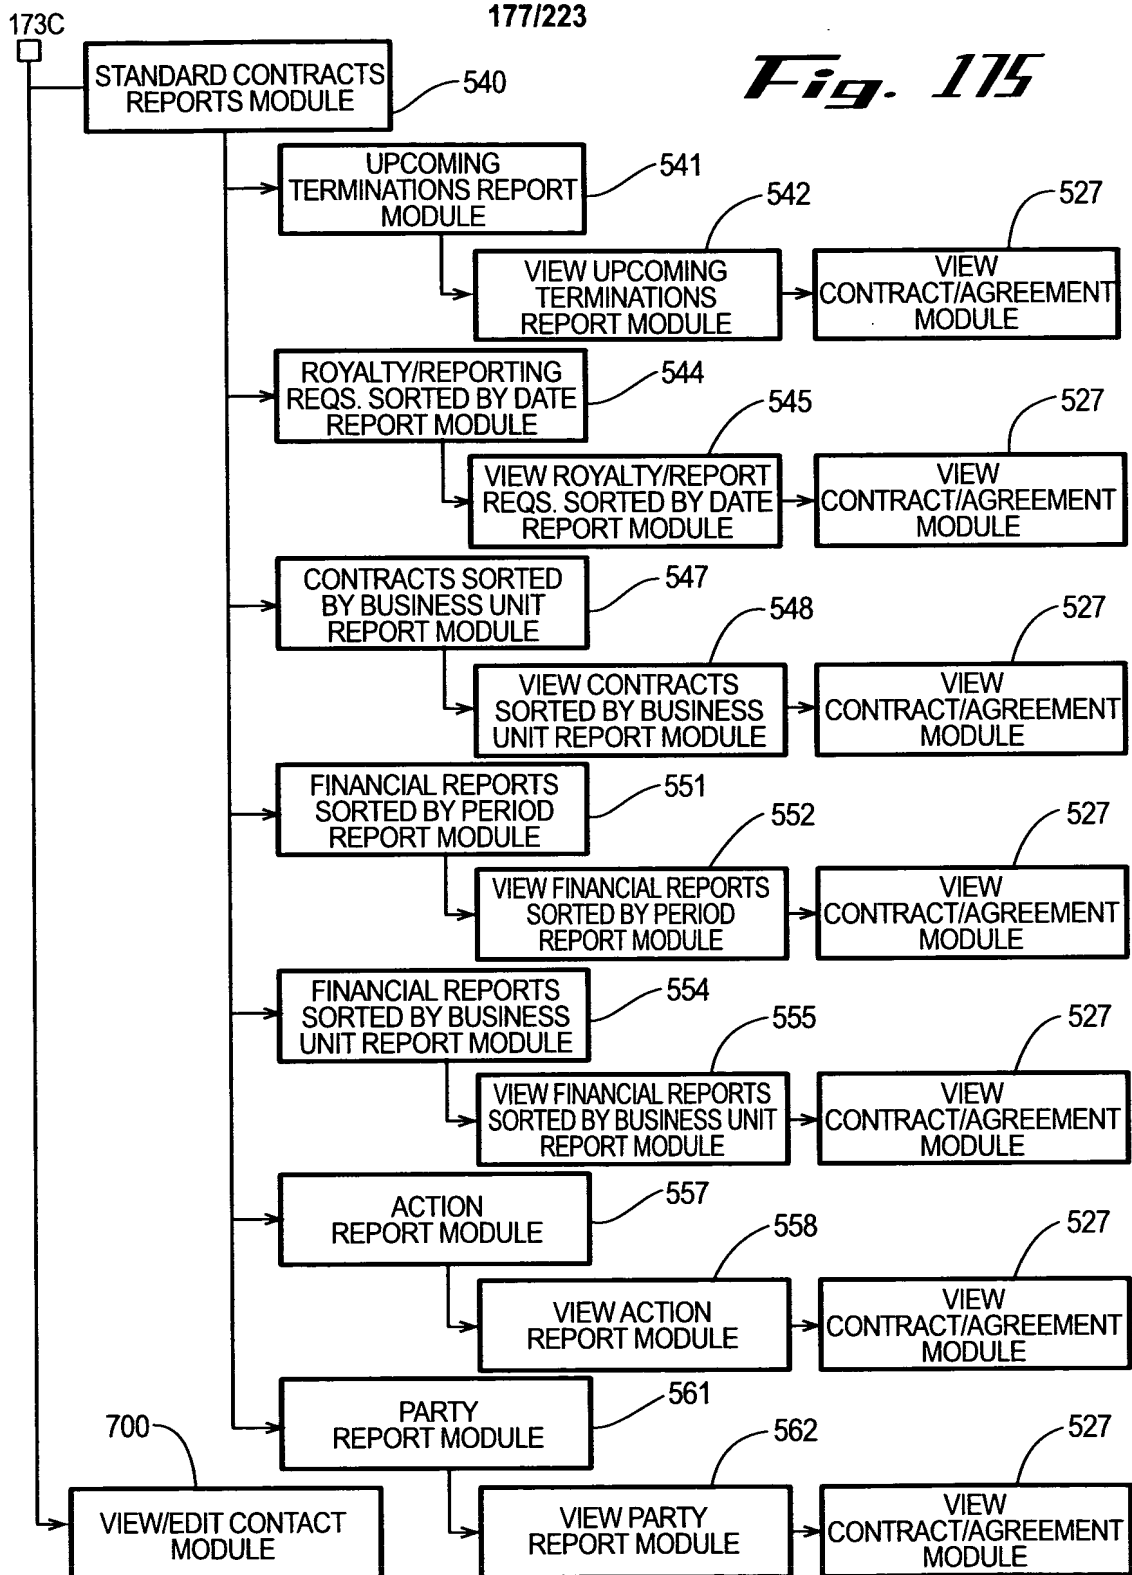 177/223
173C
Fig. 175
STANDARD CONTRACTS
REPORTS MODULE
540
UPCOMING
TERMINATIONS REPORT
MODULE
541
VIEW UPCOMING
TERMINATIONS
REPORT MODULE
542
VIEW
CONTRACT/AGREEMENT
MODULE
527
ROYALTY/REPORTING
REQS. SORTED BY DATE
REPORT MODULE
544
VIEW ROYALTY/REPORT
REQS. SORTED BY DATE
REPORT MODULE
545
VIEW
CONTRACT/AGREEMENT
MODULE
527
CONTRACTS SORTED
BY BUSINESS UNIT
REPORT MODULE
547
VIEW CONTRACTS
SORTED BY BUSINESS
UNIT REPORT MODULE
548
VIEW
CONTRACT/AGREEMENT
MODULE
527
FINANCIAL REPORTS
SORTED BY PERIOD
REPORT MODULE
551
VIEW FINANCIAL REPORTS
SORTED BY PERIOD
REPORT MODULE
552
VIEW
CONTRACT/AGREEMENT
MODULE
527
FINANCIAL REPORTS
SORTED BY BUSINESS
UNIT REPORT MODULE
554
VIEW FINANCIAL REPORTS
SORTED BY BUSINESS UNIT
REPORT MODULE
555
VIEW
CONTRACT/AGREEMENT
MODULE
527
ACTION
REPORT MODULE
557
VIEW ACTION
REPORT MODULE
558
VIEW
CONTRACT/AGREEMENT
MODULE
527
PARTY
REPORT MODULE
561
VIEW PARTY
REPORT MODULE
562
VIEW
CONTRACT/AGREEMENT
MODULE
527
700
VIEW/EDIT CONTACT
MODULE